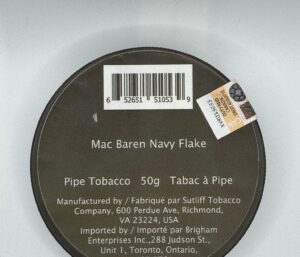 6 52651 51053 9
Mac Baren Navy Flake
Pipe Tobacco 50g Tabac à Pipe
Manufactured by / Fabriqué par Sutliff Tobacco
Company, 600 Perdue Ave, Richmond,
VA 23224, USA
Imported by / Importé par Brigham
Enterprises Inc.,288 Judson St.,
Unit 1, Toronto, Ontario,